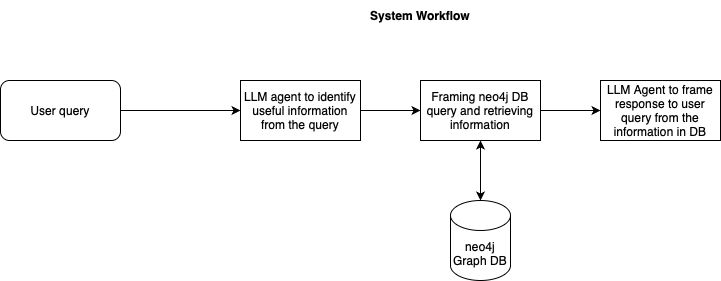 System Workflow
User query
LLM agent to identify
useful information
from the query
Framing neo4j DB
query and retrieving
information
LLM Agent to frame
response to user
query from the
information in DB
neo4j
Graph DB